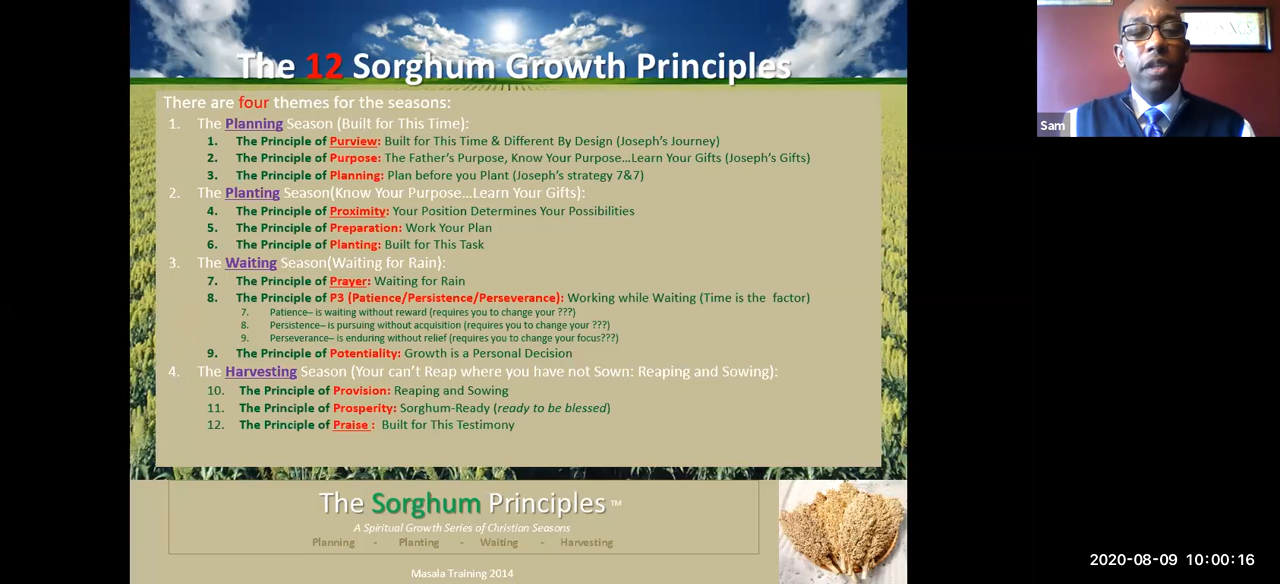 The 12 Sorghum Growth Principles
There are four themes for the seasons:
1. The Planning Season (Built for This Time):
1. The Principle of Purview: Built for This Time & Different By Design (Joseph's Journey)
2. The Principle of Purpose: The Father's Purpose, Know Your Purpose...Learn Your Gifts (Joseph's Gifts)
3. The Principle of Planning: Plan before you Plant (Joseph's strategy 7&7)
2. The Planting Season(Know Your Purpose...Learn Your Gifts):
4. The Principle of Proximity: Your Position Determines Your Possibilities
5. The Principle of Preparation: Work Your Plan
6. The Principle of Planting: Built for This Task
3. The Waiting Season(Waiting for Rain):
7. The Principle of Prayer: Waiting for Rain
8. The Principle of P3 (Patience/Persistence/Perseverance): Working while Waiting (Time is the factor)
7. Patience– is waiting without reward (requires you to change your ???)
8. Persistence– is pursuing without acquisition (requires you to change your ???)
9. Perseverance– is enduring without relief (requires you to change your focus???)
9. The Principle of Potentiality: Growth is a Personal Decision
4. The Harvesting Season (Your can't Reap where you have not Sown: Reaping and Sowing):
10. The Principle of Provision: Reaping and Sowing
11. The Principle of Prosperity: Sorghum-Ready (ready to be blessed)
12. The Principle of Praise : Built for This Testimony
The Sorghum Principles ™
A Spiritual Growth Series of Christian Seasons
Planning - Planting - Waiting - Harvesting
Masala Training 2014
Sam
2020-08-09 10:00:16